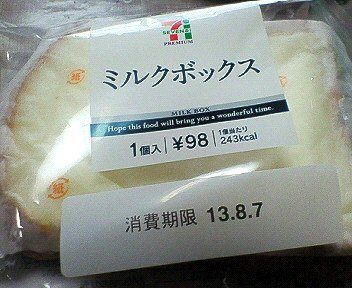 SEVEN&i
PREMIUM
ミルクボックス
MILK BOX
Hope this food will bring you a wonderful time.
1個入 ¥98 1個当たり 243kcal
消費期限 13.8.7